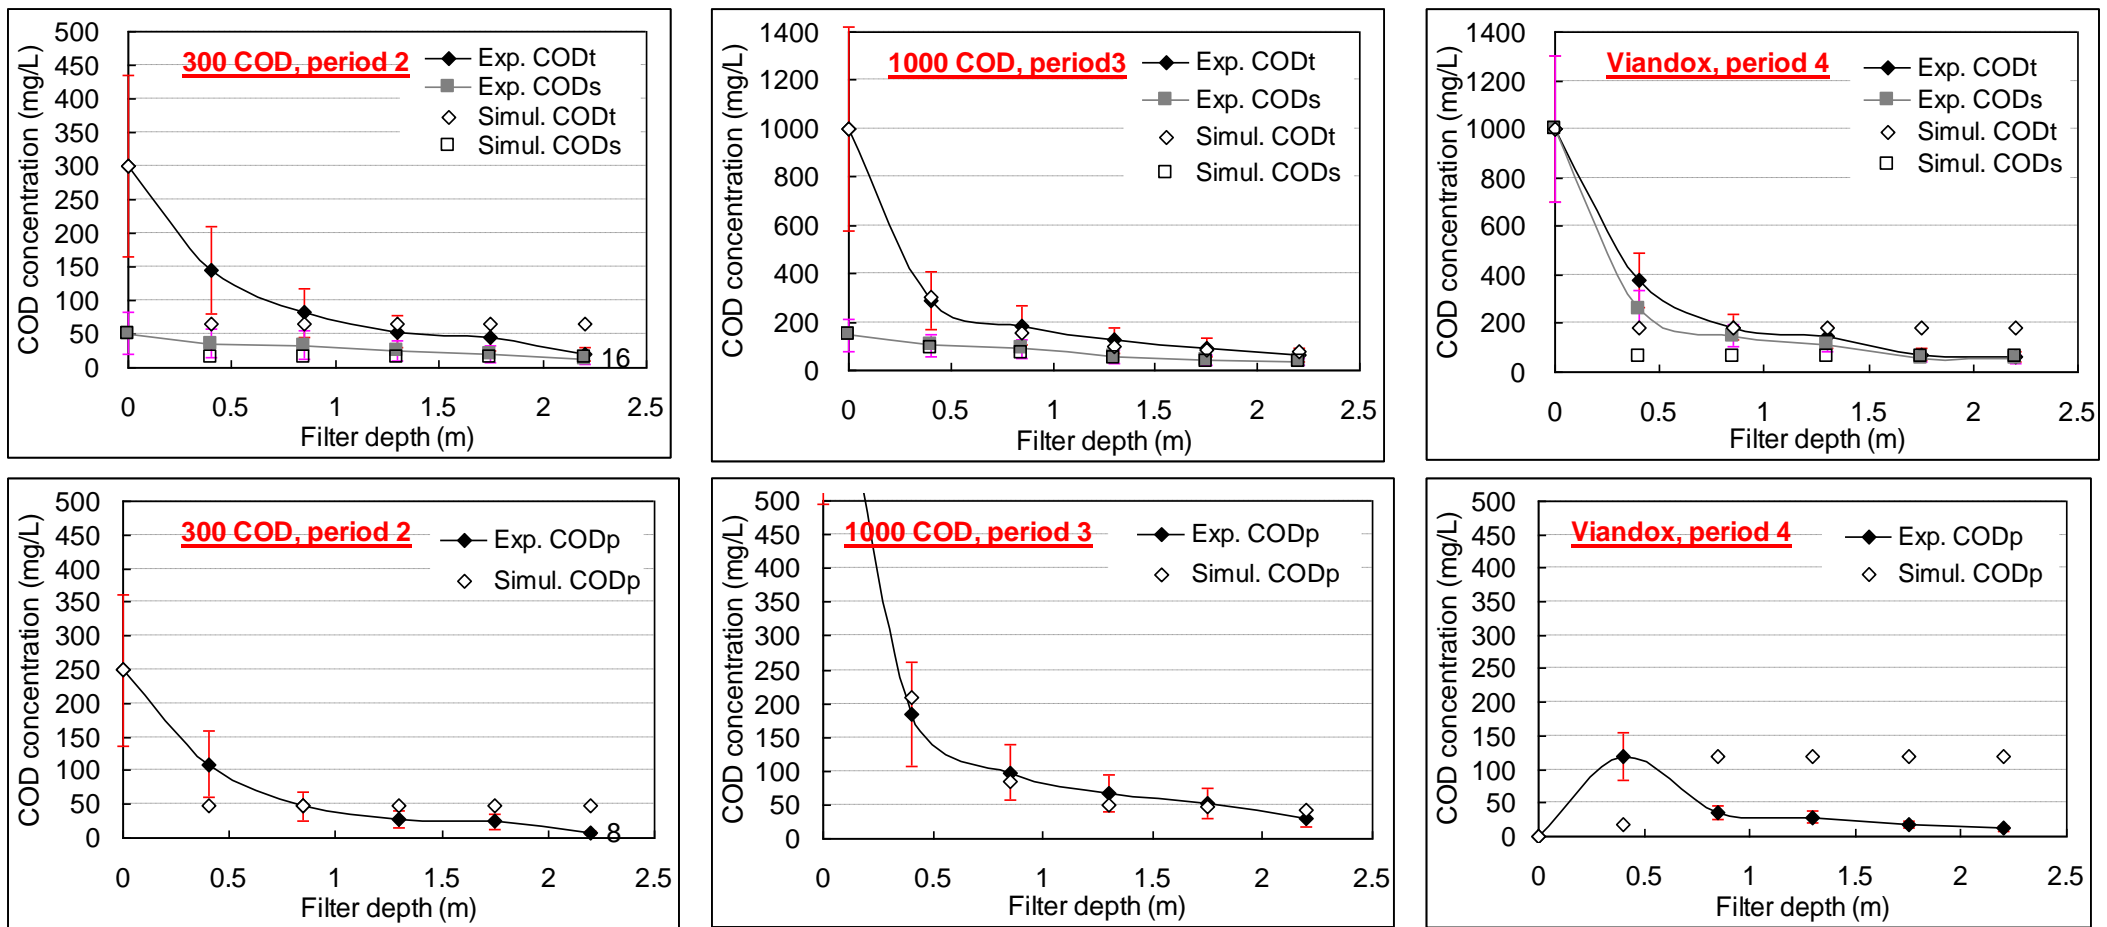 300 COD, period 2
Exp. CODt
Exp. CODs
Simul. CODt
Simul. CODs
COD concentration (mg/L)
500
450
400
350
300
250
200
150
100
50
0
16
0 0.5 1 1.5 2 2.5
Filter depth (m)
1000 COD, period3
Exp. CODt
Exp. CODs
Simul. CODt
Simul. CODs
COD concentration (mg/L)
1400
1200
1000
800
600
400
200
0
0 0.5 1 1.5 2 2.5
Filter depth (m)
Viandox, period 4
Exp. CODt
Exp. CODs
Simul. CODt
Simul. CODs
COD concentration (mg/L)
1400
1200
1000
800
600
400
200
0
0 0.5 1 1.5 2 2.5
Filter depth (m)
300 COD, period 2
Exp. CODp
Simul. CODp
COD concentration (mg/L)
500
450
400
350
300
250
200
150
100
50
0
8
0 0.5 1 1.5 2 2.5
Filter depth (m)
1000 COD, period 3
Exp. CODp
Simul. CODp
COD concentration (mg/L)
500
450
400
350
300
250
200
150
100
50
0
0 0.5 1 1.5 2 2.5
Filter depth (m)
Viandox, period 4
Exp. CODp
Simul. CODp
COD concentration (mg/L)
500
450
400
350
300
250
200
150
100
50
0
0 0.5 1 1.5 2 2.5
Filter depth (m)